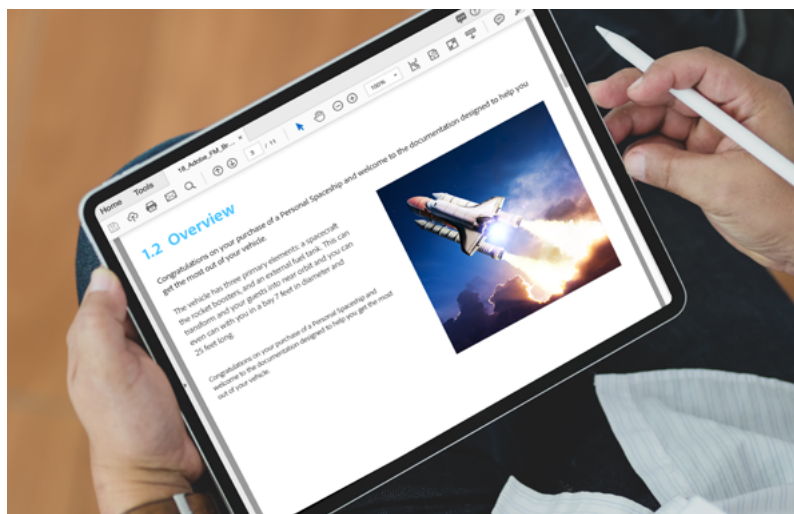 Home Tools 18_Adobe_FM_Br... ×
5 / 11 100%
1.2 Overview
Congratulations on your purchase of a Personal Spaceship and welcome to the documentation designed to help you
get the most out of your vehicle.
The vehicle has three primary elements: a spacecraft
the rocket boosters, and an external fuel tank. This can
transform and your guests into near orbit and you can
even can with you in a bay 7 feet in diameter and
25 feet long.
Congratulations on your purchase of a Personal Spaceship and
welcome to the documentation designed to help you get the most
out of your vehicle.